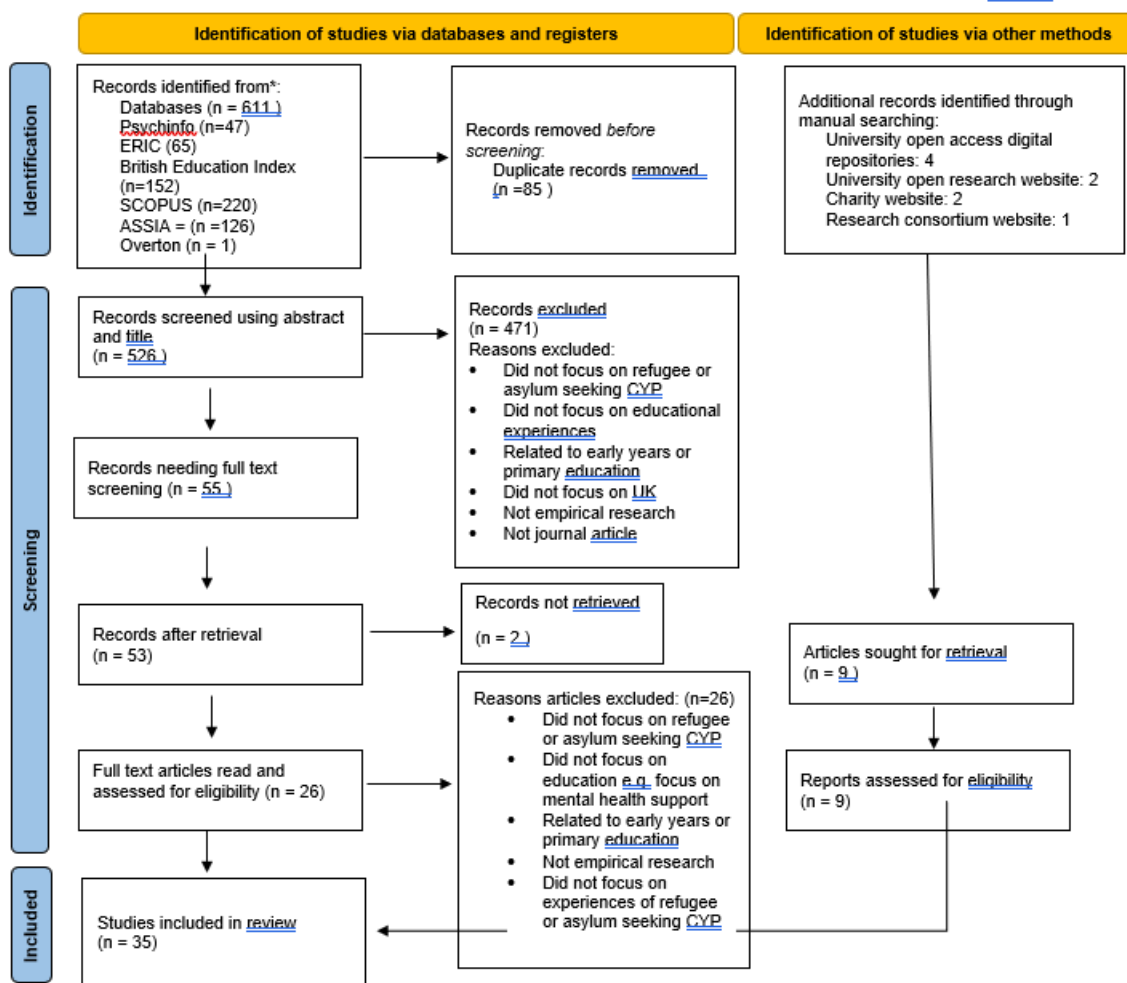 Identification of studies via databases and registers
Identification of studies via other methods
Identification
Records identified from*:
Databases (n = 611 )
Psychinfo (n=47)
ERIC (65)
British Education Index
(n=152)
SCOPUS (n=220)
ASSIA = (n =126)
Overton (n = 1)
Records removed before
screening:
Duplicate records removed
(n =85 )
Additional records identified through
manual searching:
University open access digital
repositories: 4
University open research website: 2
Charity website: 2
Research consortium website: 1
Screening
Records screened using abstract
and title
(n = 526 )
Records excluded
(n = 471)
Reasons excluded:
• Did not focus on refugee or
asylum seeking CYP
• Did not focus on educational
experiences
• Related to early years or
primary education
• Did not focus on UK
• Not empirical research
• Not journal article
Records needing full text
screening (n = 55 )
Records after retrieval
(n = 53)
Records not retrieved
(n = 2 )
Articles sought for retrieval
(n = 9 )
Full text articles read and
assessed for eligibility (n = 26)
Reasons articles excluded: (n=26)
• Did not focus on refugee
or asylum seeking CYP
• Did not focus on
education e.g. focus on
mental health support
• Related to early years or
primary education
• Not empirical research
• Did not focus on
experiences of refugee
or asylum seeking CYP
Reports assessed for eligibility
(n = 9)
Included
Studies included in review
(n = 35)